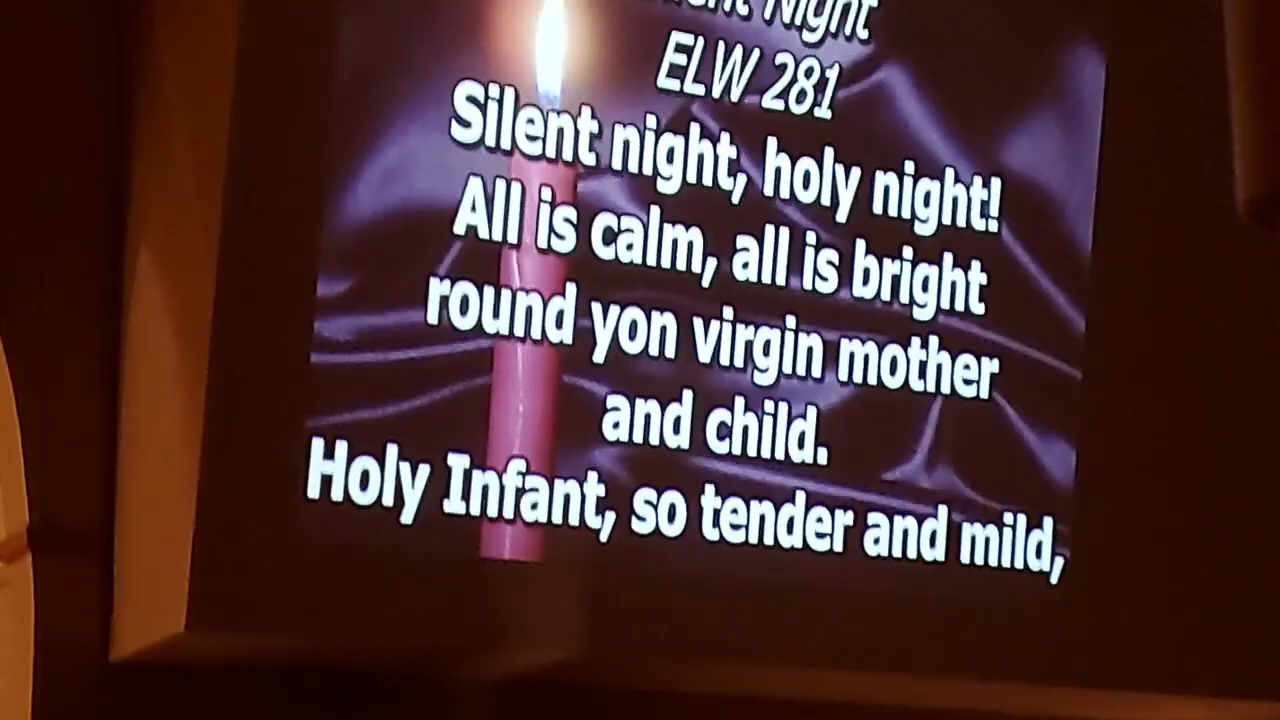 Night
ELW 281
Silent night, holy night!
All is calm, all is bright
round yon virgin mother
and child.
Holy Infant, so tender and mild,